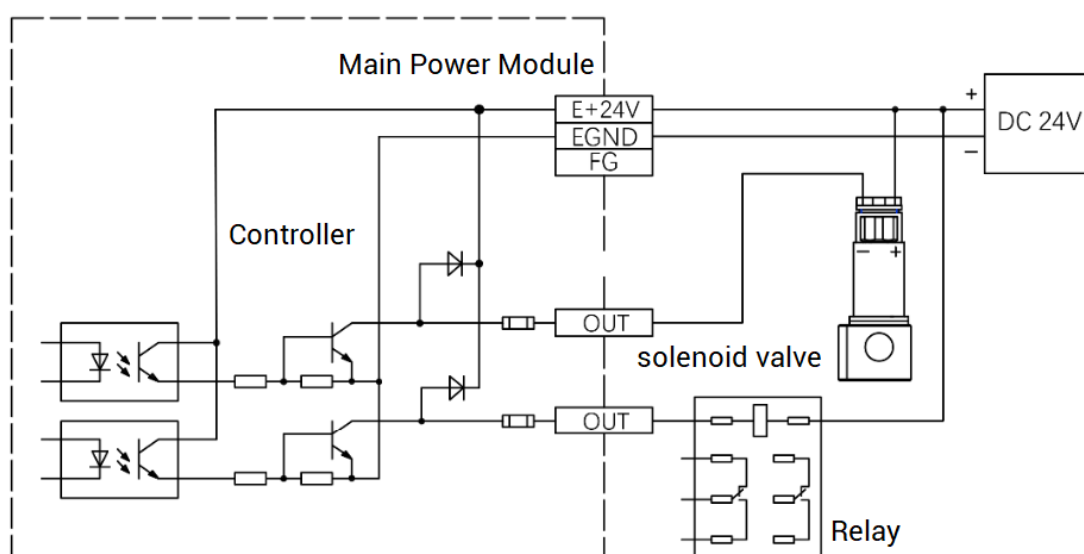 Main Power Module
E+24V
EGND
FG
+
DC 24V
−
Controller
− +
OUT
solenoid valve
OUT
Relay